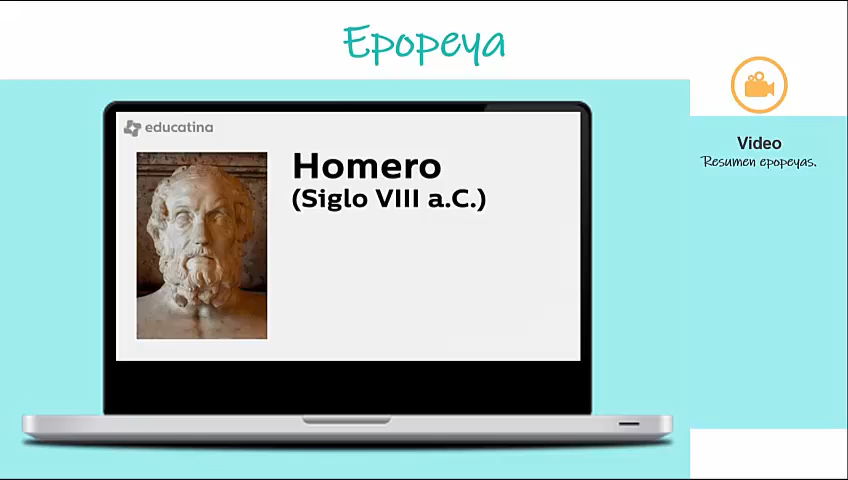 Epopeya
educatina
Homero
(Siglo VIII a.C.)
Video
Resumen epopeyas.